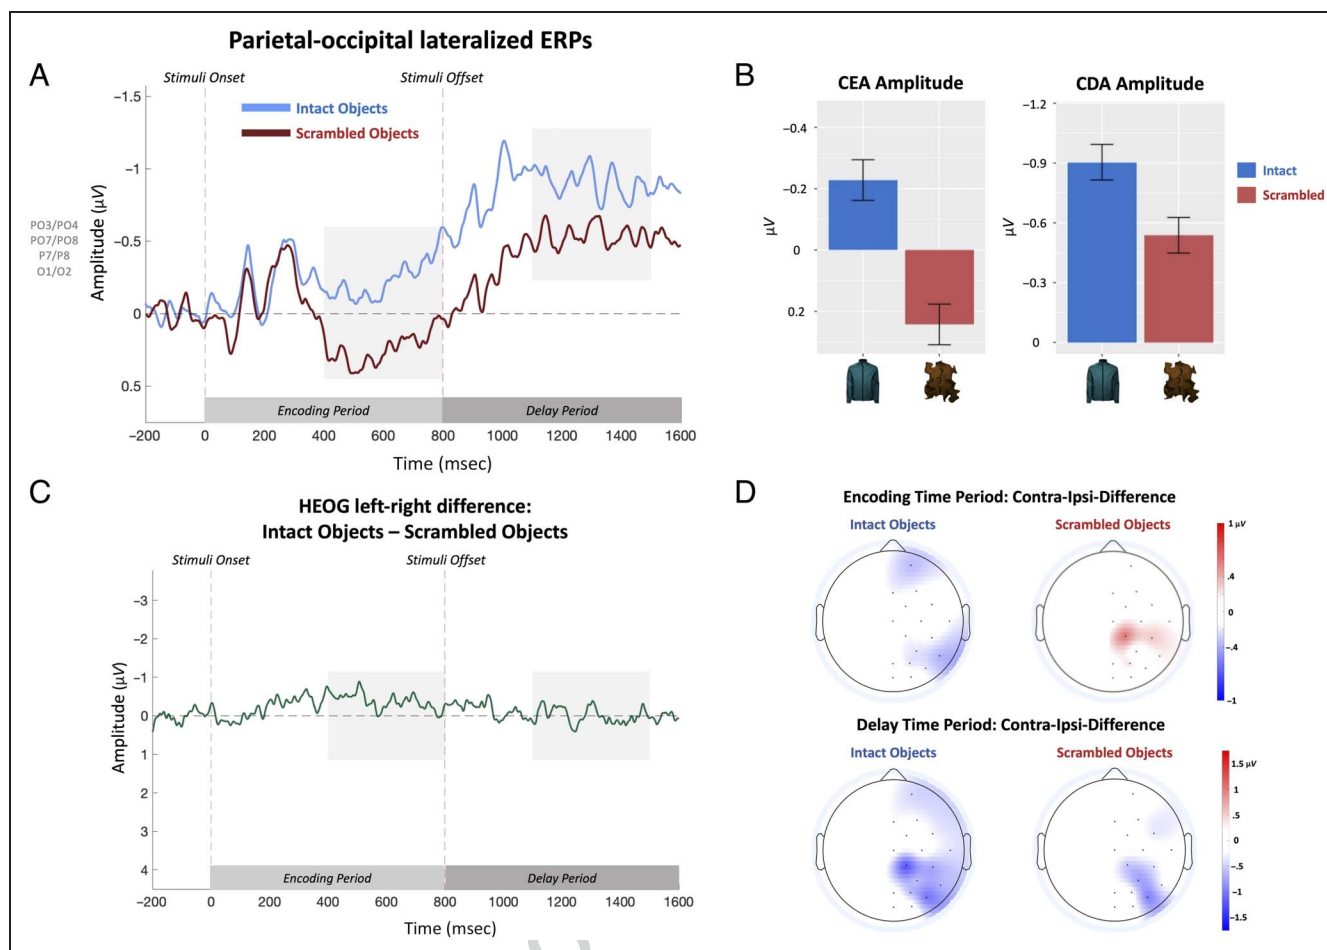 Parietal-occipital lateralized ERPs
A
Stimuli Onset
Stimuli Offset
Intact Objects
Scrambled Objects
PO3/PO4
PO7/PO8
P7/P8
O1/O2
Amplitude (μV)
−1.5
−1
−0.5
0
0.5
Encoding Period
Delay Period
−200 0 200 400 600 800 1000 1200 1400 1600
Time (msec)
B
CEA Amplitude
μV
−0.4
−0.2
0
0.2
CDA Amplitude
μV
−1.2
−0.9
−0.6
−0.3
0
Intact
Scrambled
C
HEOG left-right difference:
Intact Objects – Scrambled Objects
Stimuli Onset
Stimuli Offset
Amplitude (μV)
−3
−2
−1
0
1
2
3
4
Encoding Period
Delay Period
−200 0 200 400 600 800 1000 1200 1400 1600
Time (msec)
D
Encoding Time Period: Contra-Ipsi-Difference
Intact Objects
Scrambled Objects
1 μV
.4
0
−.4
−1
Delay Time Period: Contra-Ipsi-Difference
Intact Objects
Scrambled Objects
1.5 μV
1
.5
0
−.5
−1
−1.5